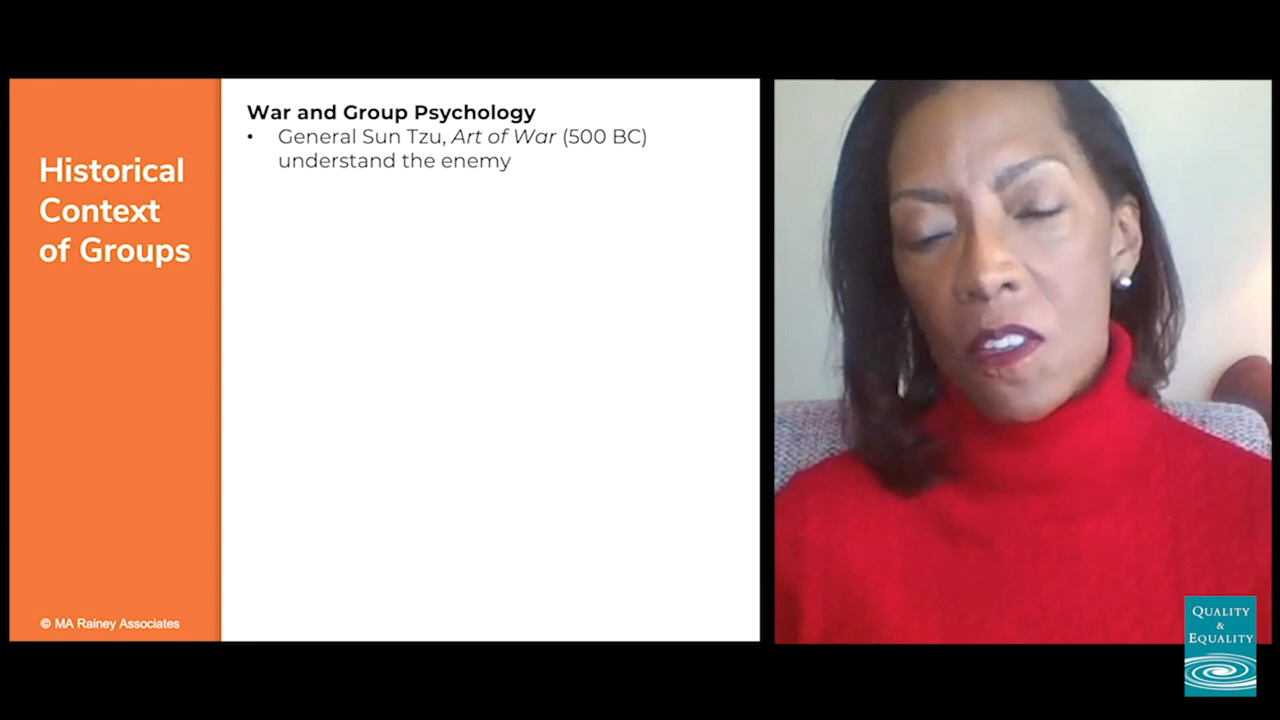 Historical
Context
of Groups
© MA Rainey Associates
War and Group Psychology
• General Sun Tzu, Art of War (500 BC)
understand the enemy
QUALITY
&
EQUALITY